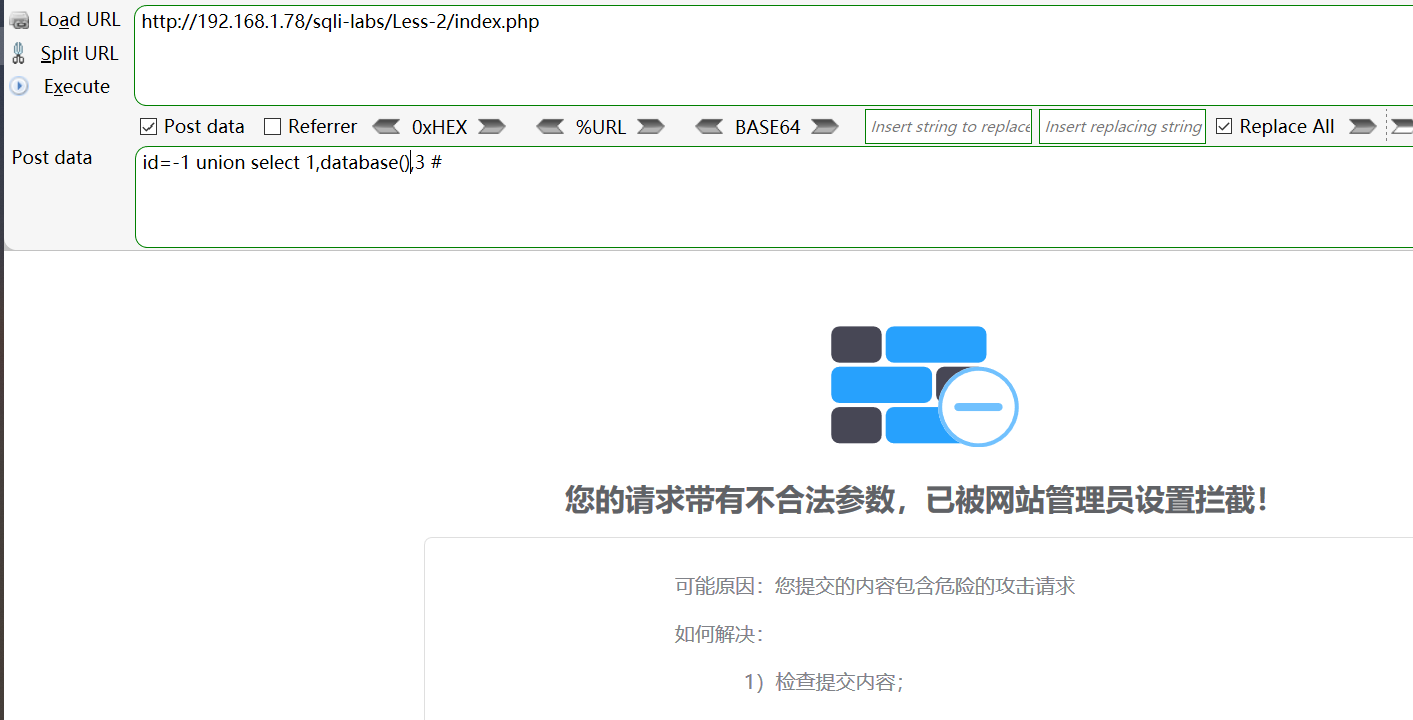 Load URL
http://192.168.1.78/sqli-labs/Less-2/index.php
Split URL
Execute
Post data Referrer 0xHEX %URL BASE64 Insert string to replace Insert replacing string Replace All
Post data
id=-1 union select 1,database(),3 #
您的请求带有不合法参数，已被网站管理员设置拦截！
可能原因：您提交的内容包含危险的攻击请求
如何解决：
1）检查提交内容；